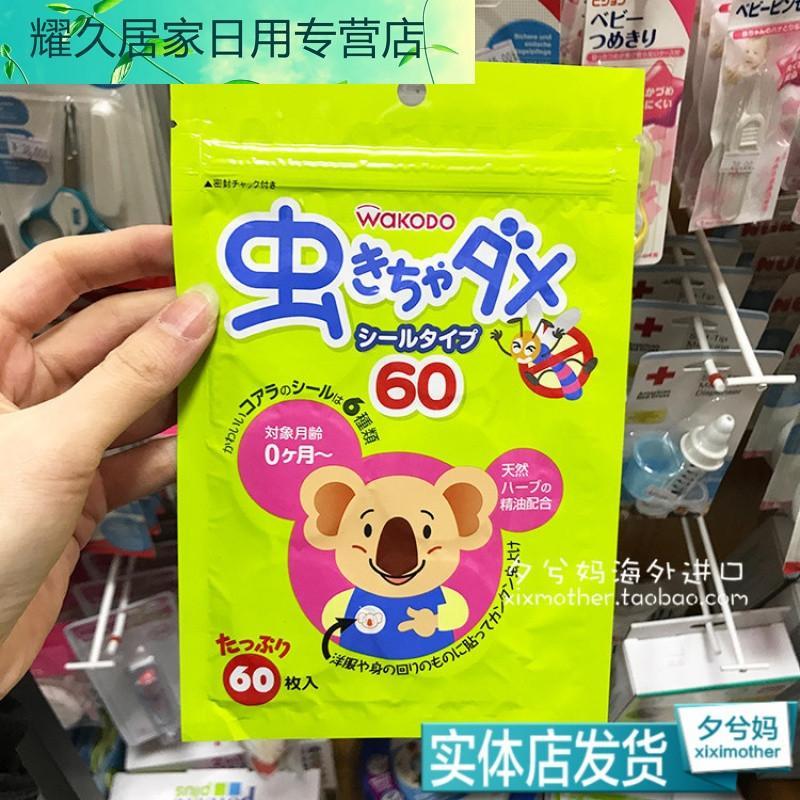 耀久居家日用专营店
ベビー
つめきり
▲密封チャック付き
WaKODO
虫きちゃダメ
シールタイプ
60
かわいいコアラのシールは6種類
対象月齢
0ヶ月〜
天然
ハーブの
精油配合
夕兮妈海外进口
xixmother.taobao.com
たっぷり
60枚入
洋服や身の回りのものに貼ってカンタン虫よけ
实体店发货
夕兮妈
xiximother